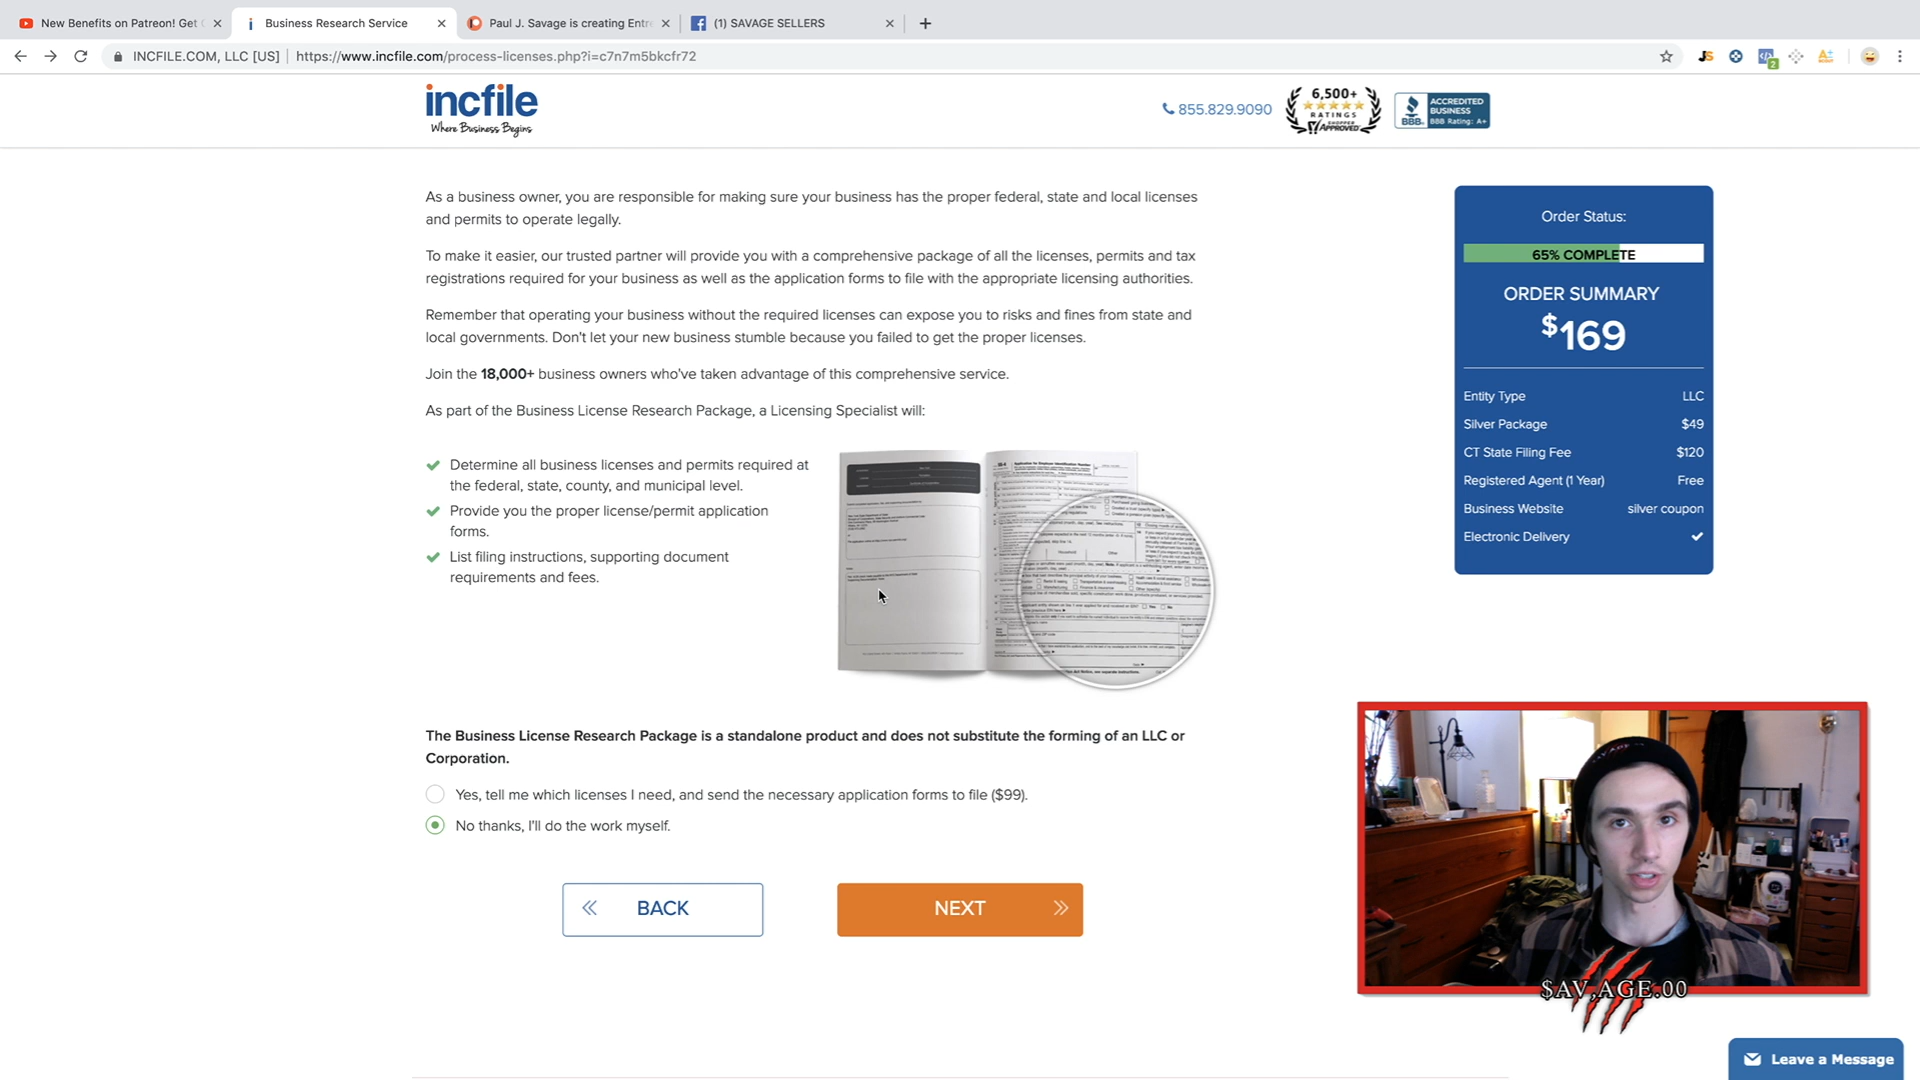 New Benefits on Patreon! Get
Business Research Service
Paul J. Savage is creating Entr
(1) SAVAGE SELLERS
INCFILE.COM, LLC [US] | https://www.incfile.com/process-licenses.php?i=c7n7m5bkcfr72
JS
2
incfile
Where Business Begins
855.829.9090
6,500+
RATINGS
SHOPPER
APPROVED
BBB
ACCREDITED
BUSINESS
BBB Rating: A+
As a business owner, you are responsible for making sure your business has the proper federal, state and local licenses
and permits to operate legally.
To make it easier, our trusted partner will provide you with a comprehensive package of all the licenses, permits and tax
registrations required for your business as well as the application forms to file with the appropriate licensing authorities.
Remember that operating your business without the required licenses can expose you to risks and fines from state and
local governments. Don't let your new business stumble because you failed to get the proper licenses.
Join the 18,000+ business owners who've taken advantage of this comprehensive service.
As part of the Business License Research Package, a Licensing Specialist will:
Determine all business licenses and permits required at
the federal, state, county, and municipal level.
Provide you the proper license/permit application
forms.
List filing instructions, supporting document
requirements and fees.
The Business License Research Package is a standalone product and does not substitute the forming of an LLC or
Corporation.
Yes, tell me which licenses I need, and send the necessary application forms to file ($99).
No thanks, I'll do the work myself.
BACK
NEXT
Order Status:
65% COMPLETE
ORDER SUMMARY
$169
Entity Type LLC
Silver Package $49
CT State Filing Fee $120
Registered Agent (1 Year) Free
Business Website silver coupon
Electronic Delivery
$AV,AGE.00
Leave a Message